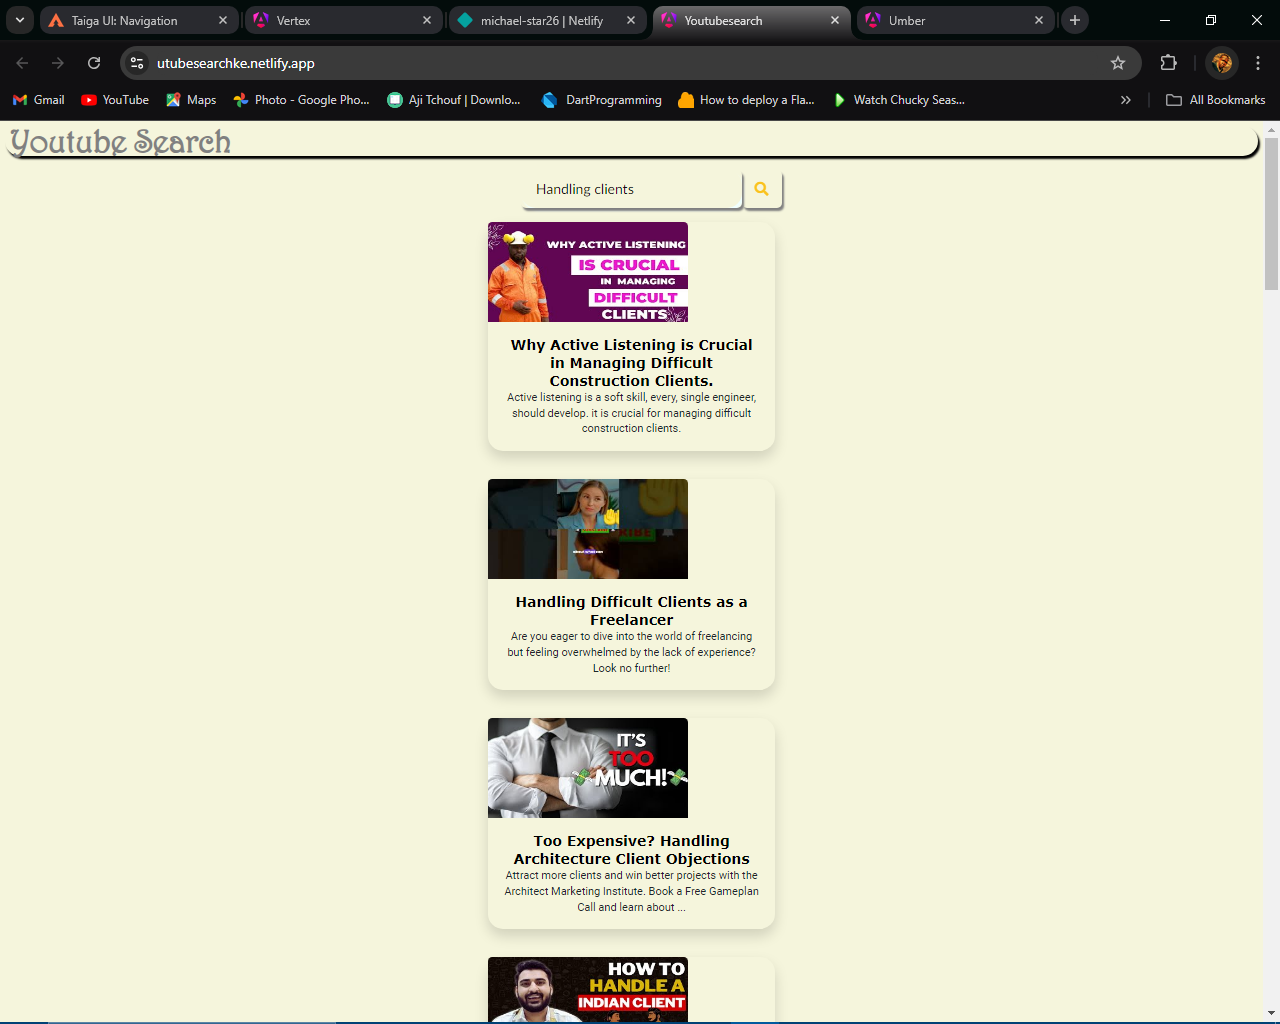 Taiga UI: Navigation
Vertex
michael-star26 | Netlify
Youtubesearch
Umber
utubesearchke.netlify.app
Gmail
YouTube
Maps
Photo - Google Pho...
Aji Tchouf | Downlo...
DartProgramming
How to deploy a Fla...
Watch Chucky Seas...
All Bookmarks
Youtube Search
Handling clients
WHY ACTIVE LISTENING
IS CRUCIAL
IN MANAGING
DIFFICULT
CLIENTS
Why Active Listening is Crucial
in Managing Difficult
Construction Clients.
Active listening is a soft skill, every, single engineer,
should develop. it is crucial for managing difficult
construction clients.
Handling Difficult Clients as a
Freelancer
Are you eager to dive into the world of freelancing
but feeling overwhelmed by the lack of experience?
Look no further!
IT'S
TOO
MUCH!
Too Expensive? Handling
Architecture Client Objections
Attract more clients and win better projects with the
Architect Marketing Institute. Book a Free Gameplan
Call and learn about ...
HOW TO
HANDLE A
INDIAN CLIENT